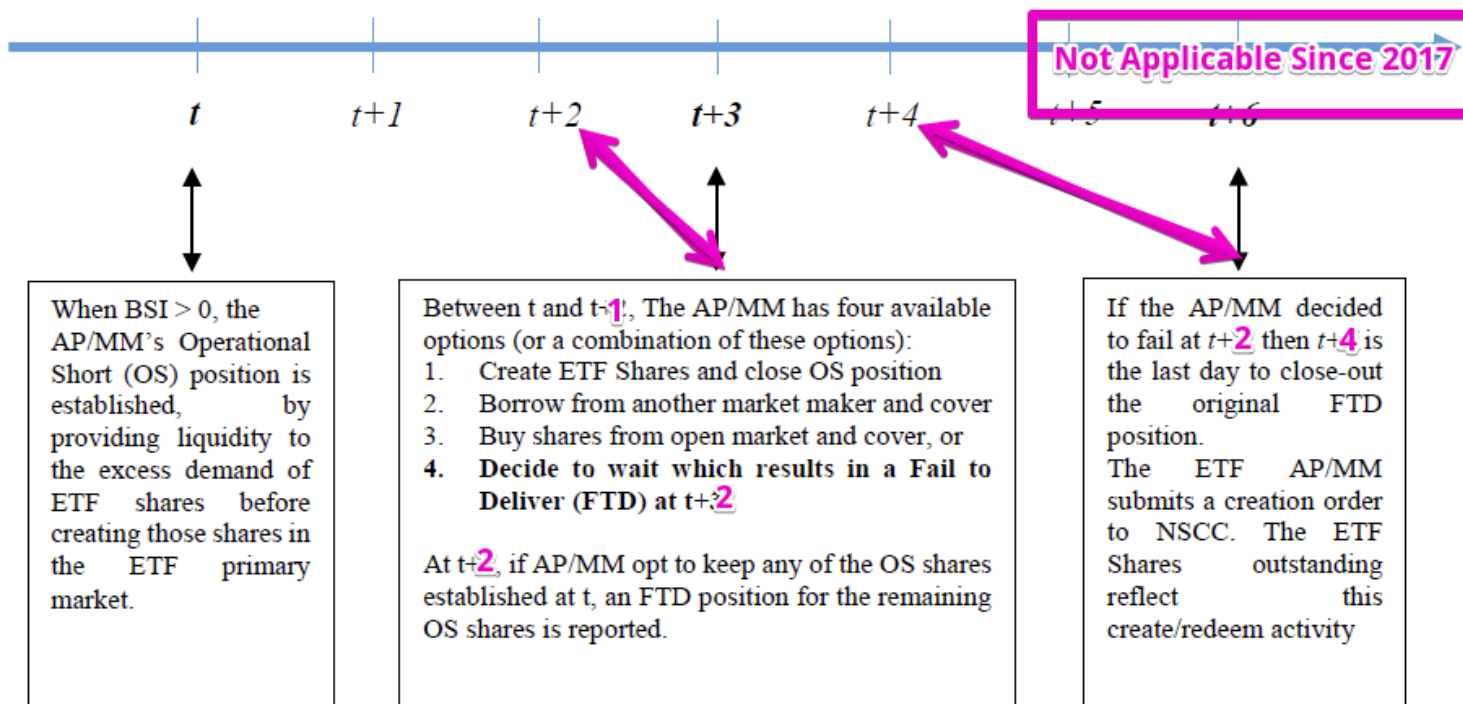 Not Applicable Since 2017
t
t+1
t+2
t+3
t+4
t+5
t+6
When BSI > 0, the
AP/MM’s Operational
Short (OS) position is
established, by
providing liquidity to
the excess demand of
ETF shares before
creating those shares in
the ETF primary
market.
Between t and t+1, The AP/MM has four available
options (or a combination of these options):
1. Create ETF Shares and close OS position
2. Borrow from another market maker and cover
3. Buy shares from open market and cover, or
4. Decide to wait which results in a Fail to
Deliver (FTD) at t+2
At t+2, if AP/MM opt to keep any of the OS shares
established at t, an FTD position for the remaining
OS shares is reported.
If the AP/MM decided
to fail at t+2 then t+4 is
the last day to close-out
the original FTD
position.
The ETF AP/MM
submits a creation order
to NSCC. The ETF
Shares outstanding
reflect this
create/redeem activity